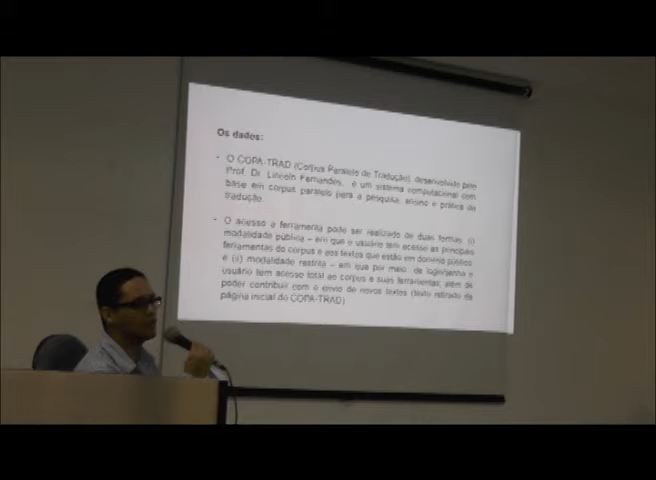 Os dados:
- O COPA-TRAD (Corpus Paralelo de Tradução), desenvolvido pelo
Prof. Dr. Lincoln Fernandes, é um sistema computacional com
base em corpus paralelo para a pesquisa, ensino e prática da
tradução.
- O acesso a ferramenta pode ser realizado de duas formas: (i)
modalidade pública – em que o usuário tem acesso as principais
ferramentas do corpus e aos textos que estão em domínio público
e (ii) modalidade restrita – em que por meio de login/senha o
usuário tem acesso total ao corpus e suas ferramentas, além de
poder contribuir com o envio de novos textos (texto retirado da
página inicial do COPA-TRAD)